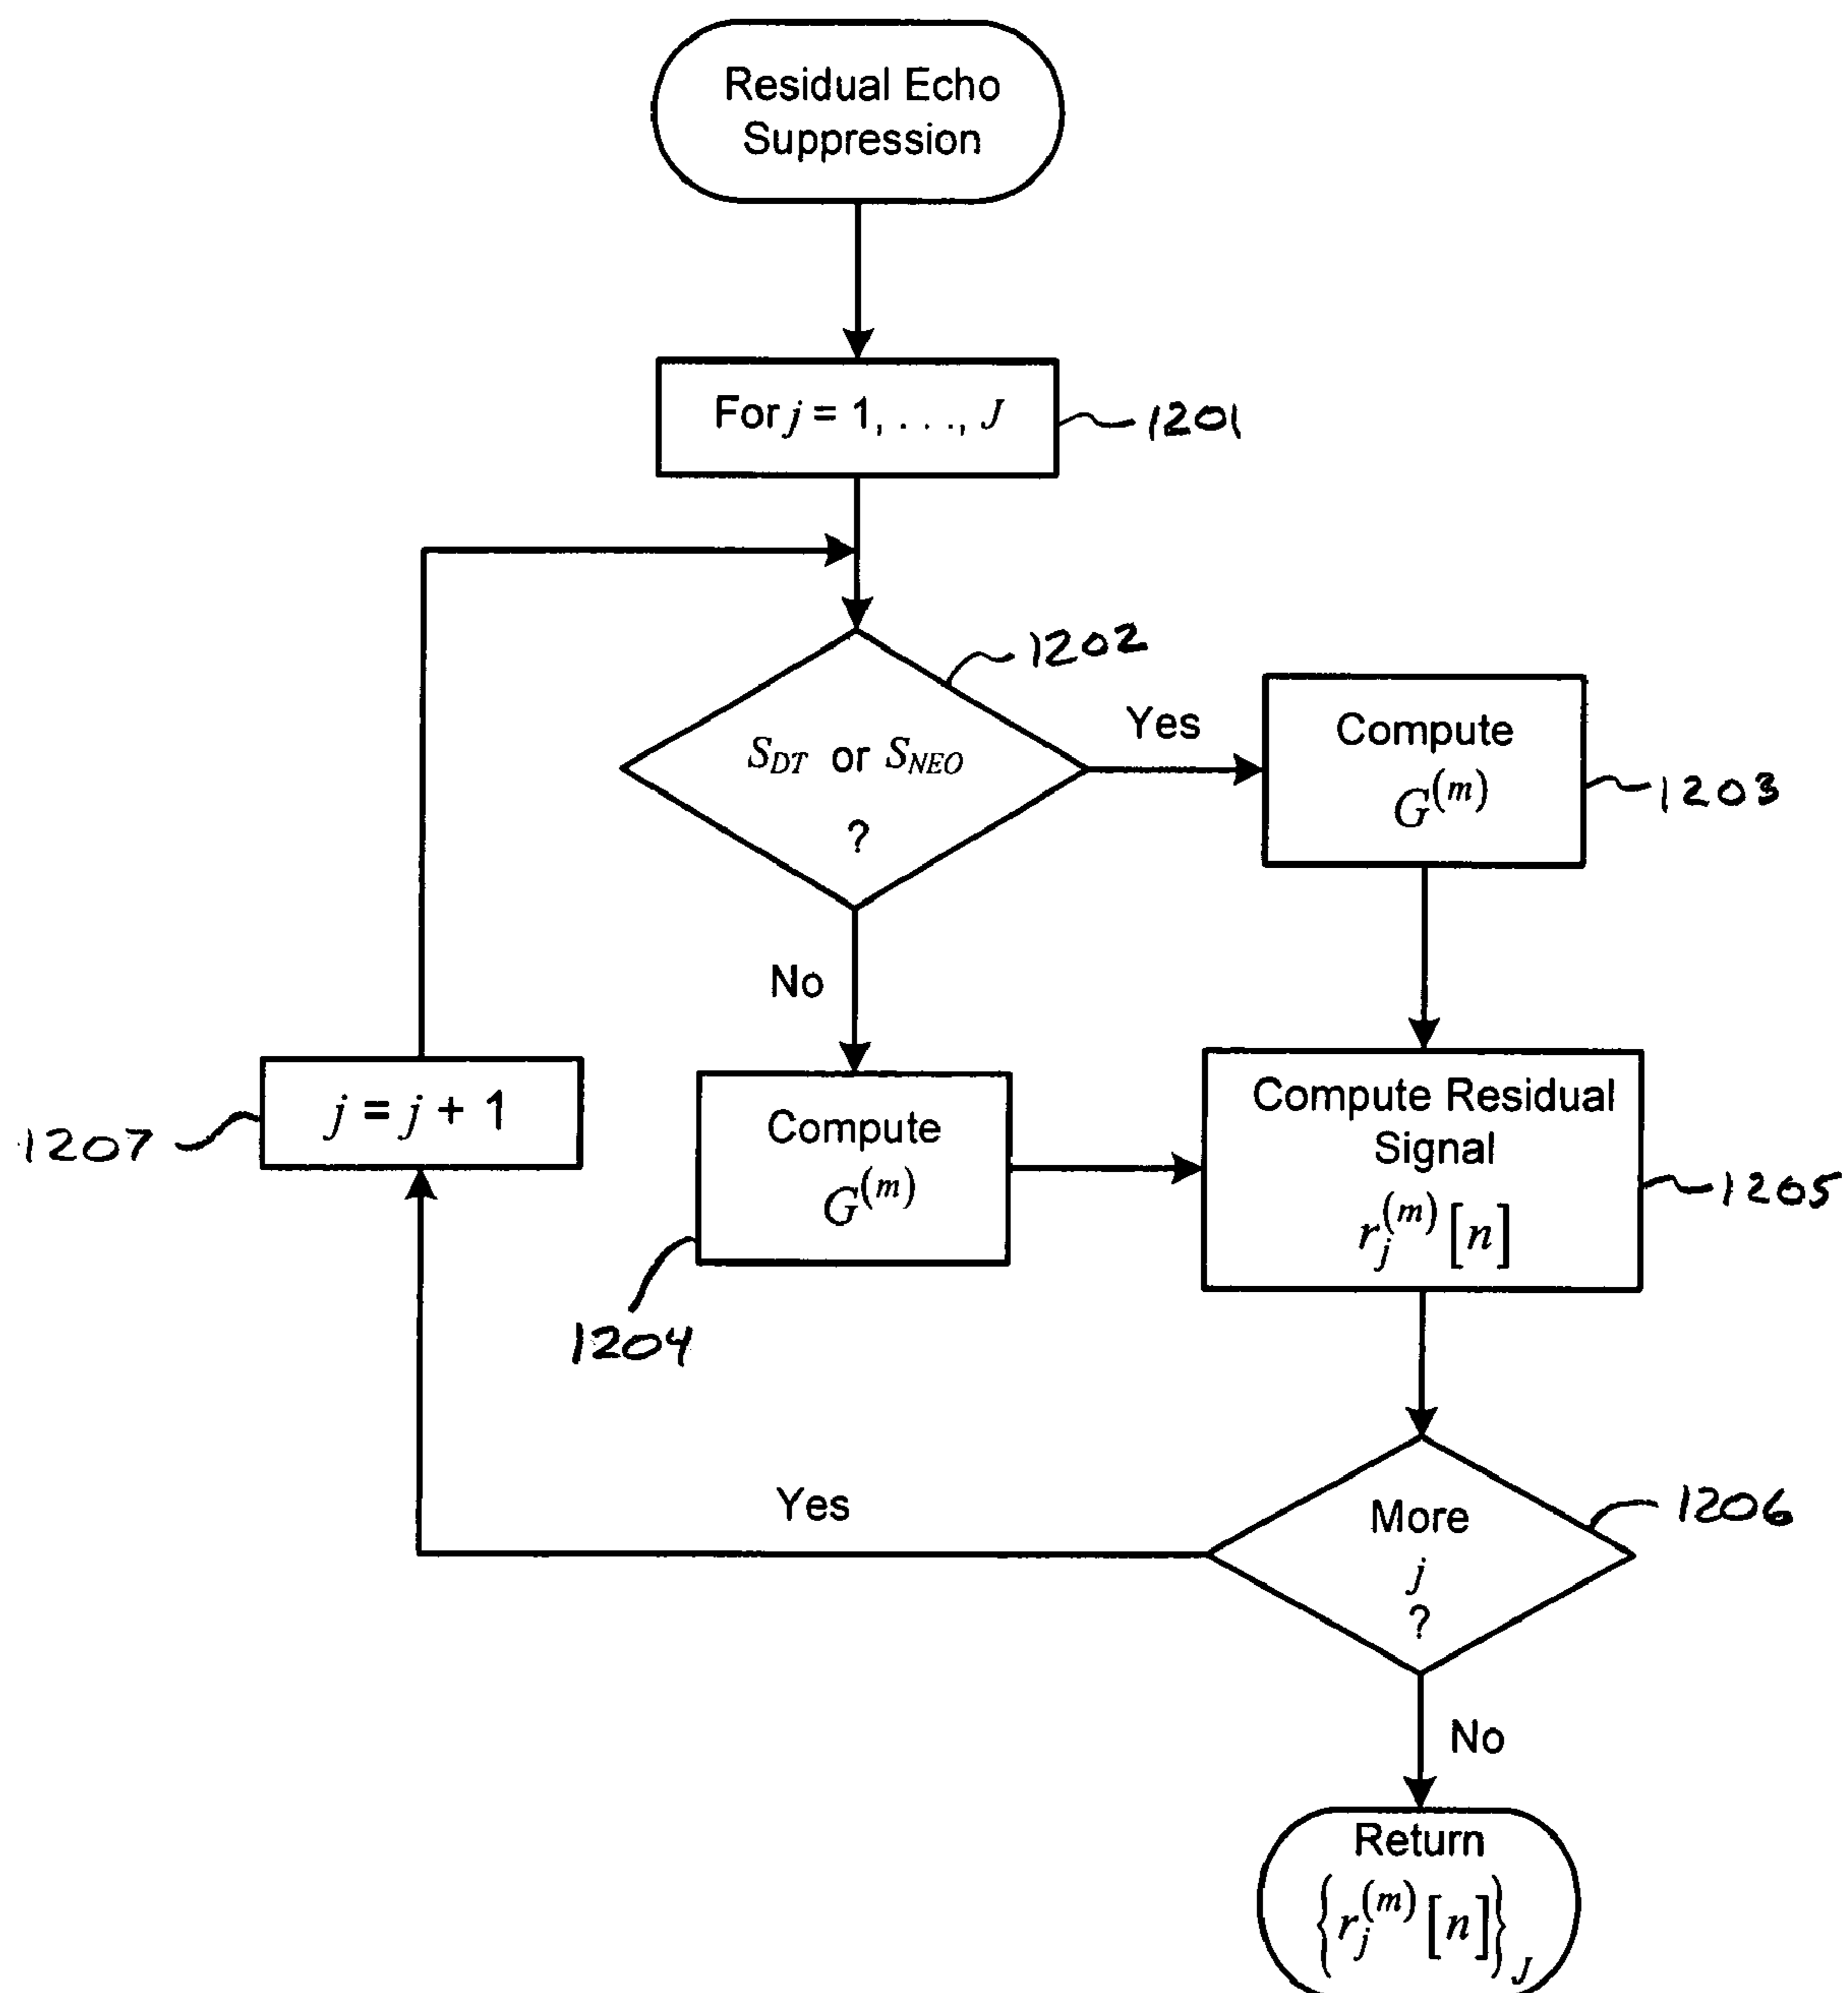 Residual Echo
Suppression
For j = 1, . . ., J
1201
1202
S_DT or S_NEO
?
Yes
Compute
G^(m)
1203
No
j = j + 1
1207
Compute
G^(m)
1204
Compute Residual
Signal
r_j^(m) [n]
1205
Yes
More
j
?
1206
No
Return
{r_j^(m) [n]}_J